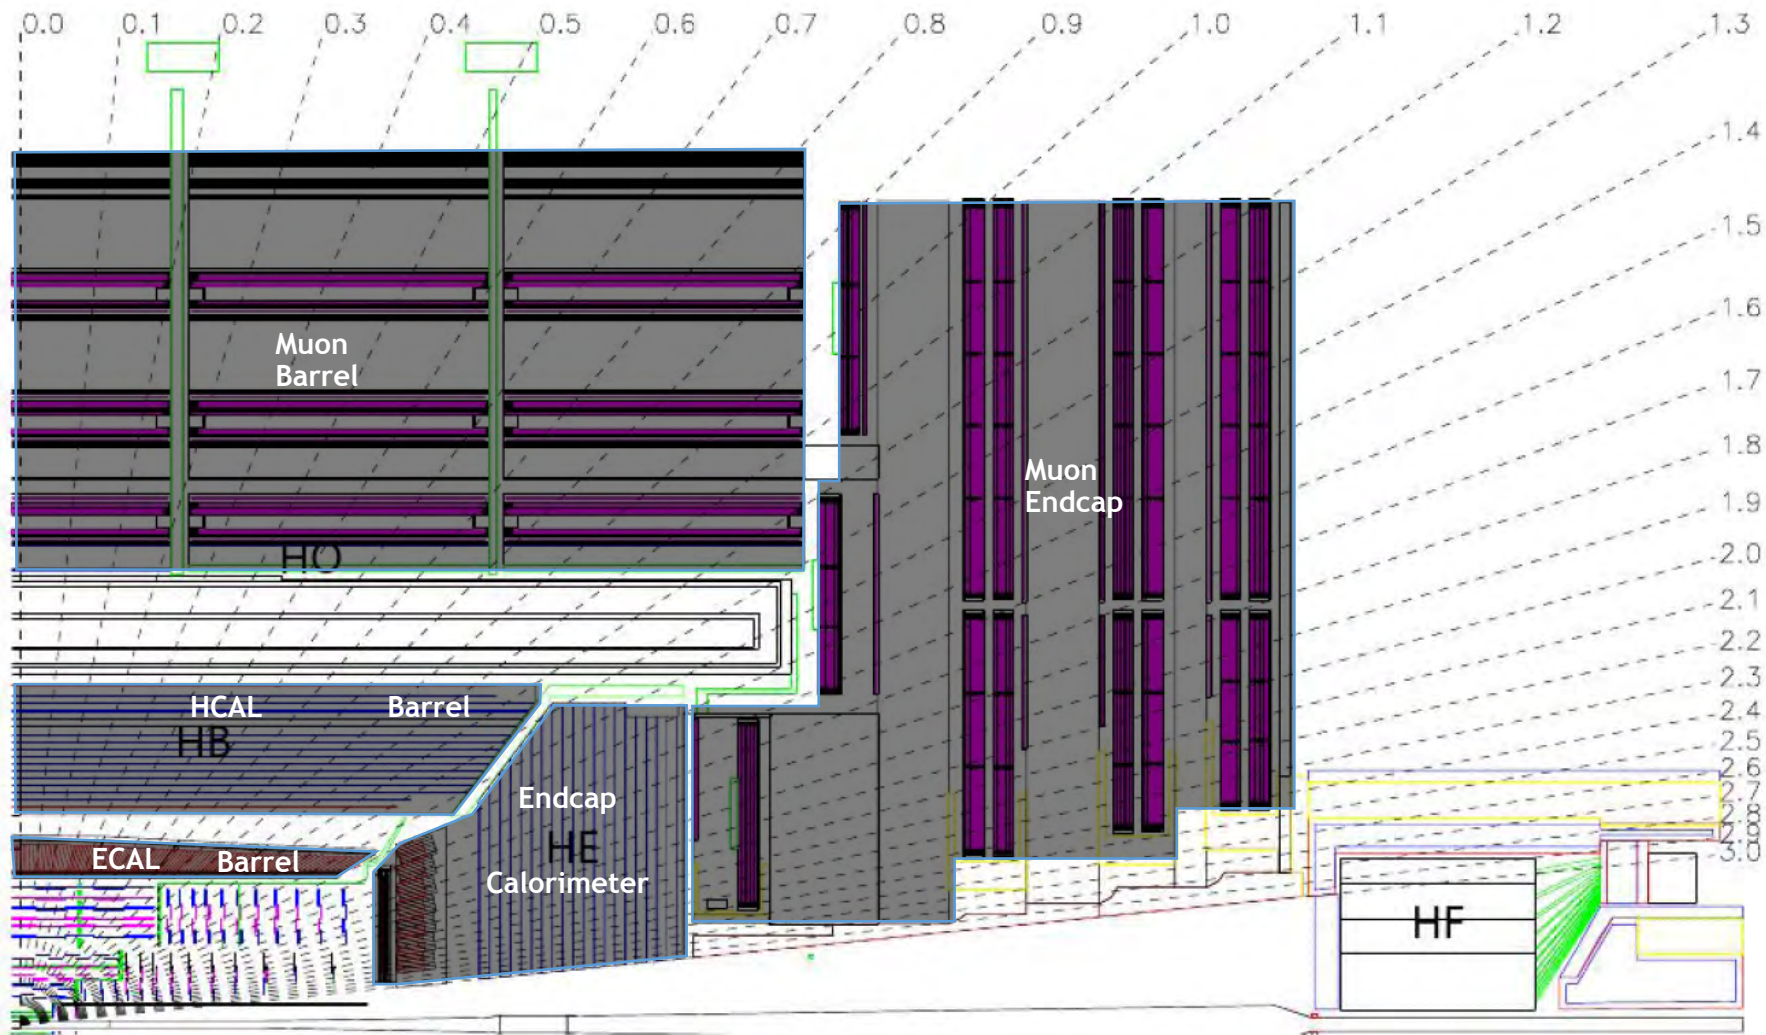 0.0 0.1 0.2 0.3 0.4 0.5 0.6 0.7 0.8 0.9 1.0 1.1 1.2 1.3
1.4
1.5
1.6
1.7
1.8
1.9
2.0
2.1
2.2
2.3
2.4
2.5
2.6
2.7
2.8
2.9
3.0
Muon
Barrel
Muon
Endcap
HO
HCAL Barrel
HB
Endcap
HE
Calorimeter
ECAL Barrel
HF